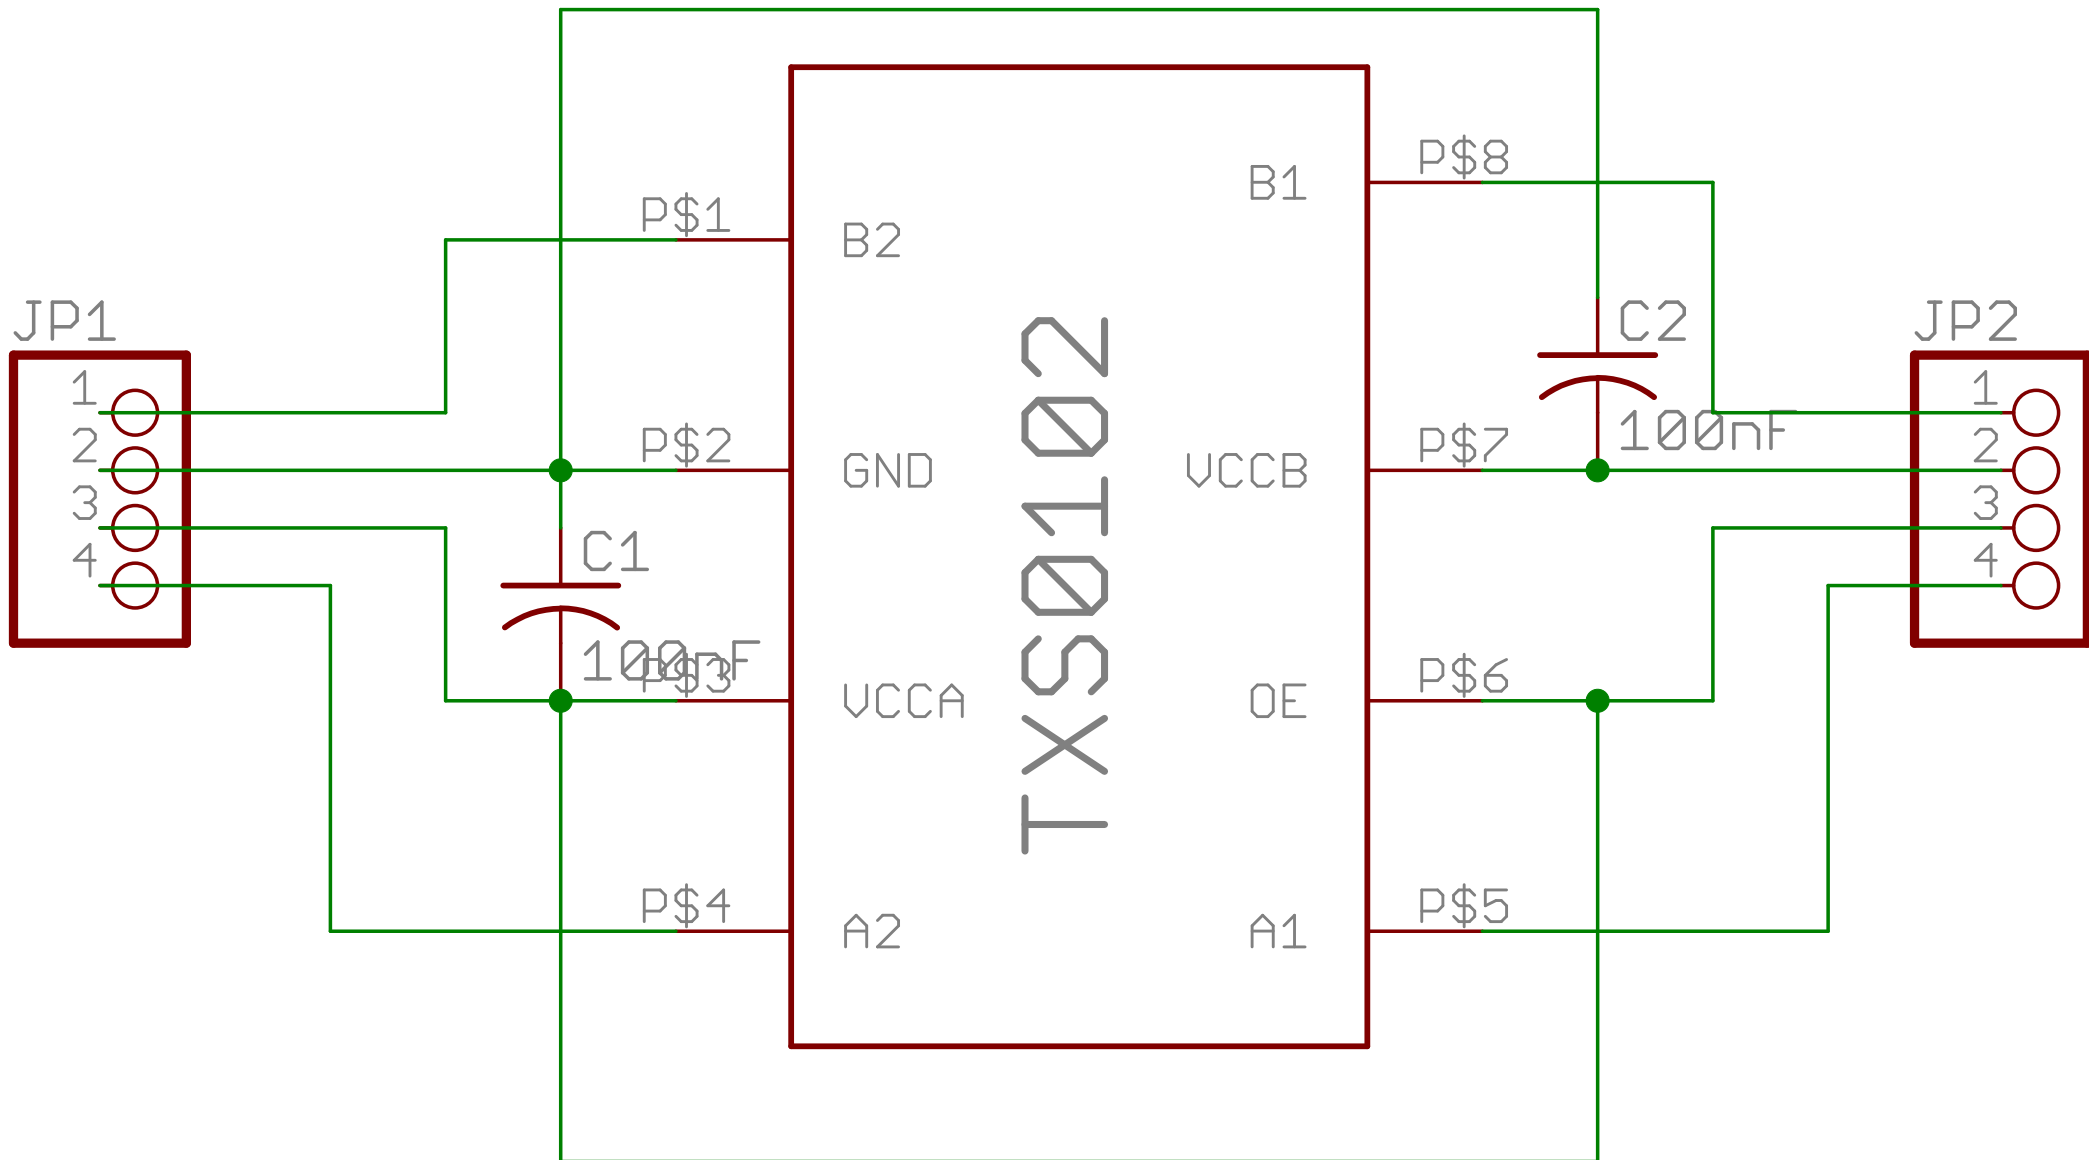 JP1
1
2
3
4
P$1
P$2
C1
100nF
P$3
P$4
B2
GND
VCCA
A2
TXS0102
B1
VCCB
OE
A1
P$8
P$7
P$6
P$5
C2
100nF
JP2
1
2
3
4